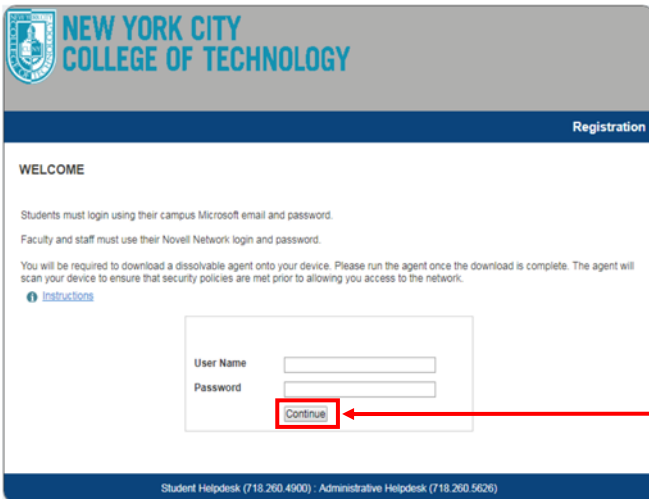 NEW YORK CITY
COLLEGE OF TECHNOLOGY
Registration
WELCOME
Students must login using their campus Microsoft email and password.
Faculty and staff must use their Novell Network login and password.
You will be required to download a dissolvable agent onto your device. Please run the agent once the download is complete. The agent will
scan your device to ensure that security policies are met prior to allowing you access to the network.
Instructions
User Name
Password
Continue
Student Helpdesk (718.260.4900) : Administrative Helpdesk (718.260.5626)